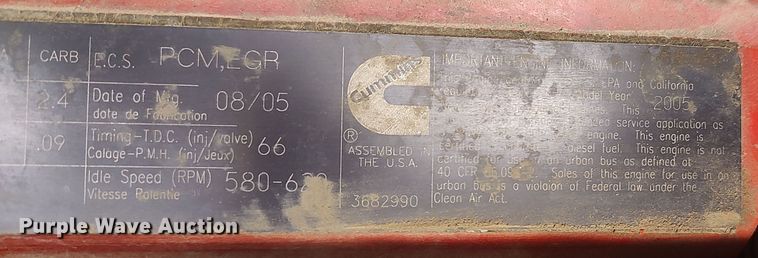 A CARB E.C.S. PCM,EGR
2.4 Date of Mfg. 08/05
date de Fabrication
.09 Timing-T.D.C. (inj/valve) 66
Calage-P.M.H. (inj/Jeux)
Idle Speed (RPM) 580-6
Vitesse Ralentie
Cummins
®
ASSEMBLED IN
THE U.S.A.
3682990
IMPORTANT ENGINE INFORMATION:
EPA and California
Model Year 2005
This
service application as
engine. This engine is
certified diesel fuel. This engine is not
certified for use in an urban bus as defined at
40 CFR Sales of this engine for use in an
urban Bus is a violation of Federal law under the
Clean Air Act.
Purple Wave Auction